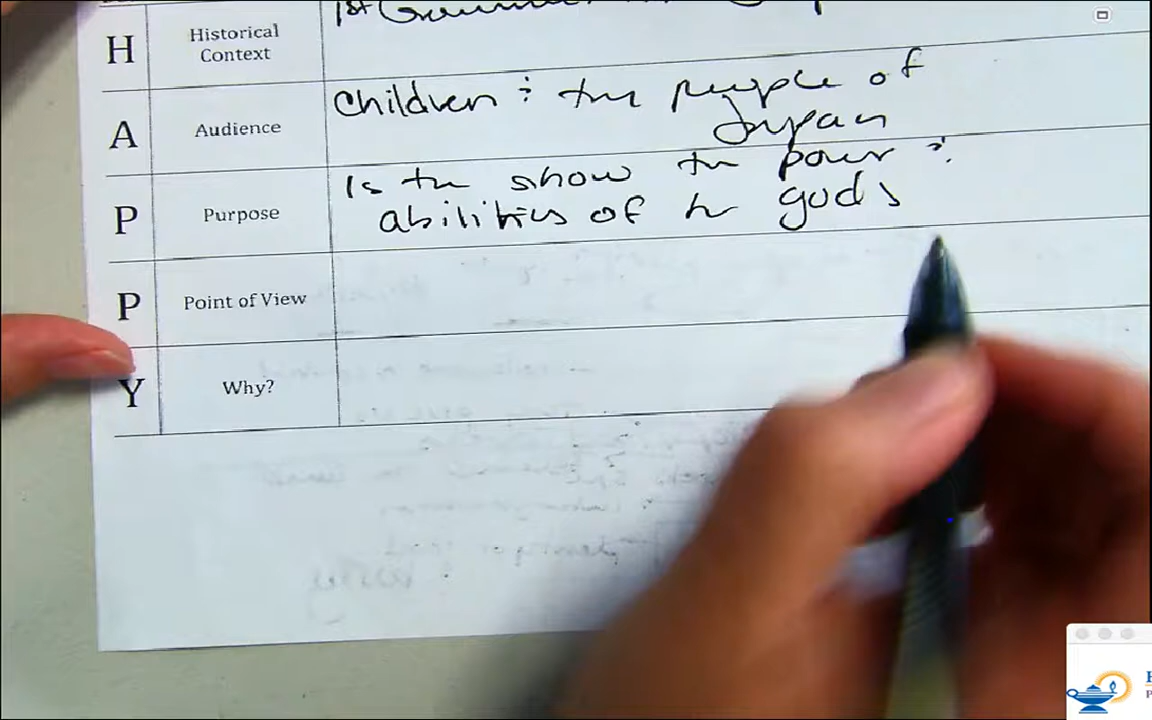 1st
H Historical Context
A Audience Children & the people of
Japan
P Purpose Is the show the power &
abilities of the gods
P Point of View
Y Why?